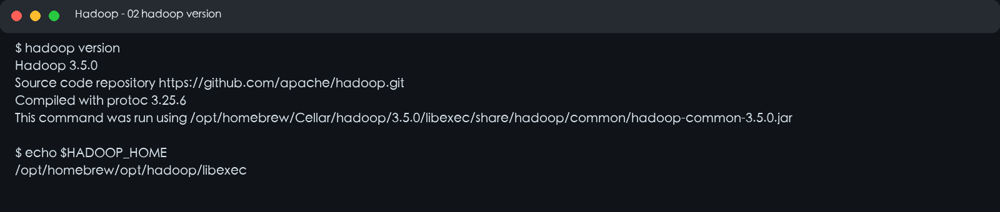 Hadoop - 02 hadoop version
$ hadoop version
Hadoop 3.5.0
Source code repository https://github.com/apache/hadoop.git
Compiled with protoc 3.25.6
This command was run using /opt/homebrew/Cellar/hadoop/3.5.0/libexec/share/hadoop/common/hadoop-common-3.5.0.jar
$ echo $HADOOP_HOME
/opt/homebrew/opt/hadoop/libexec